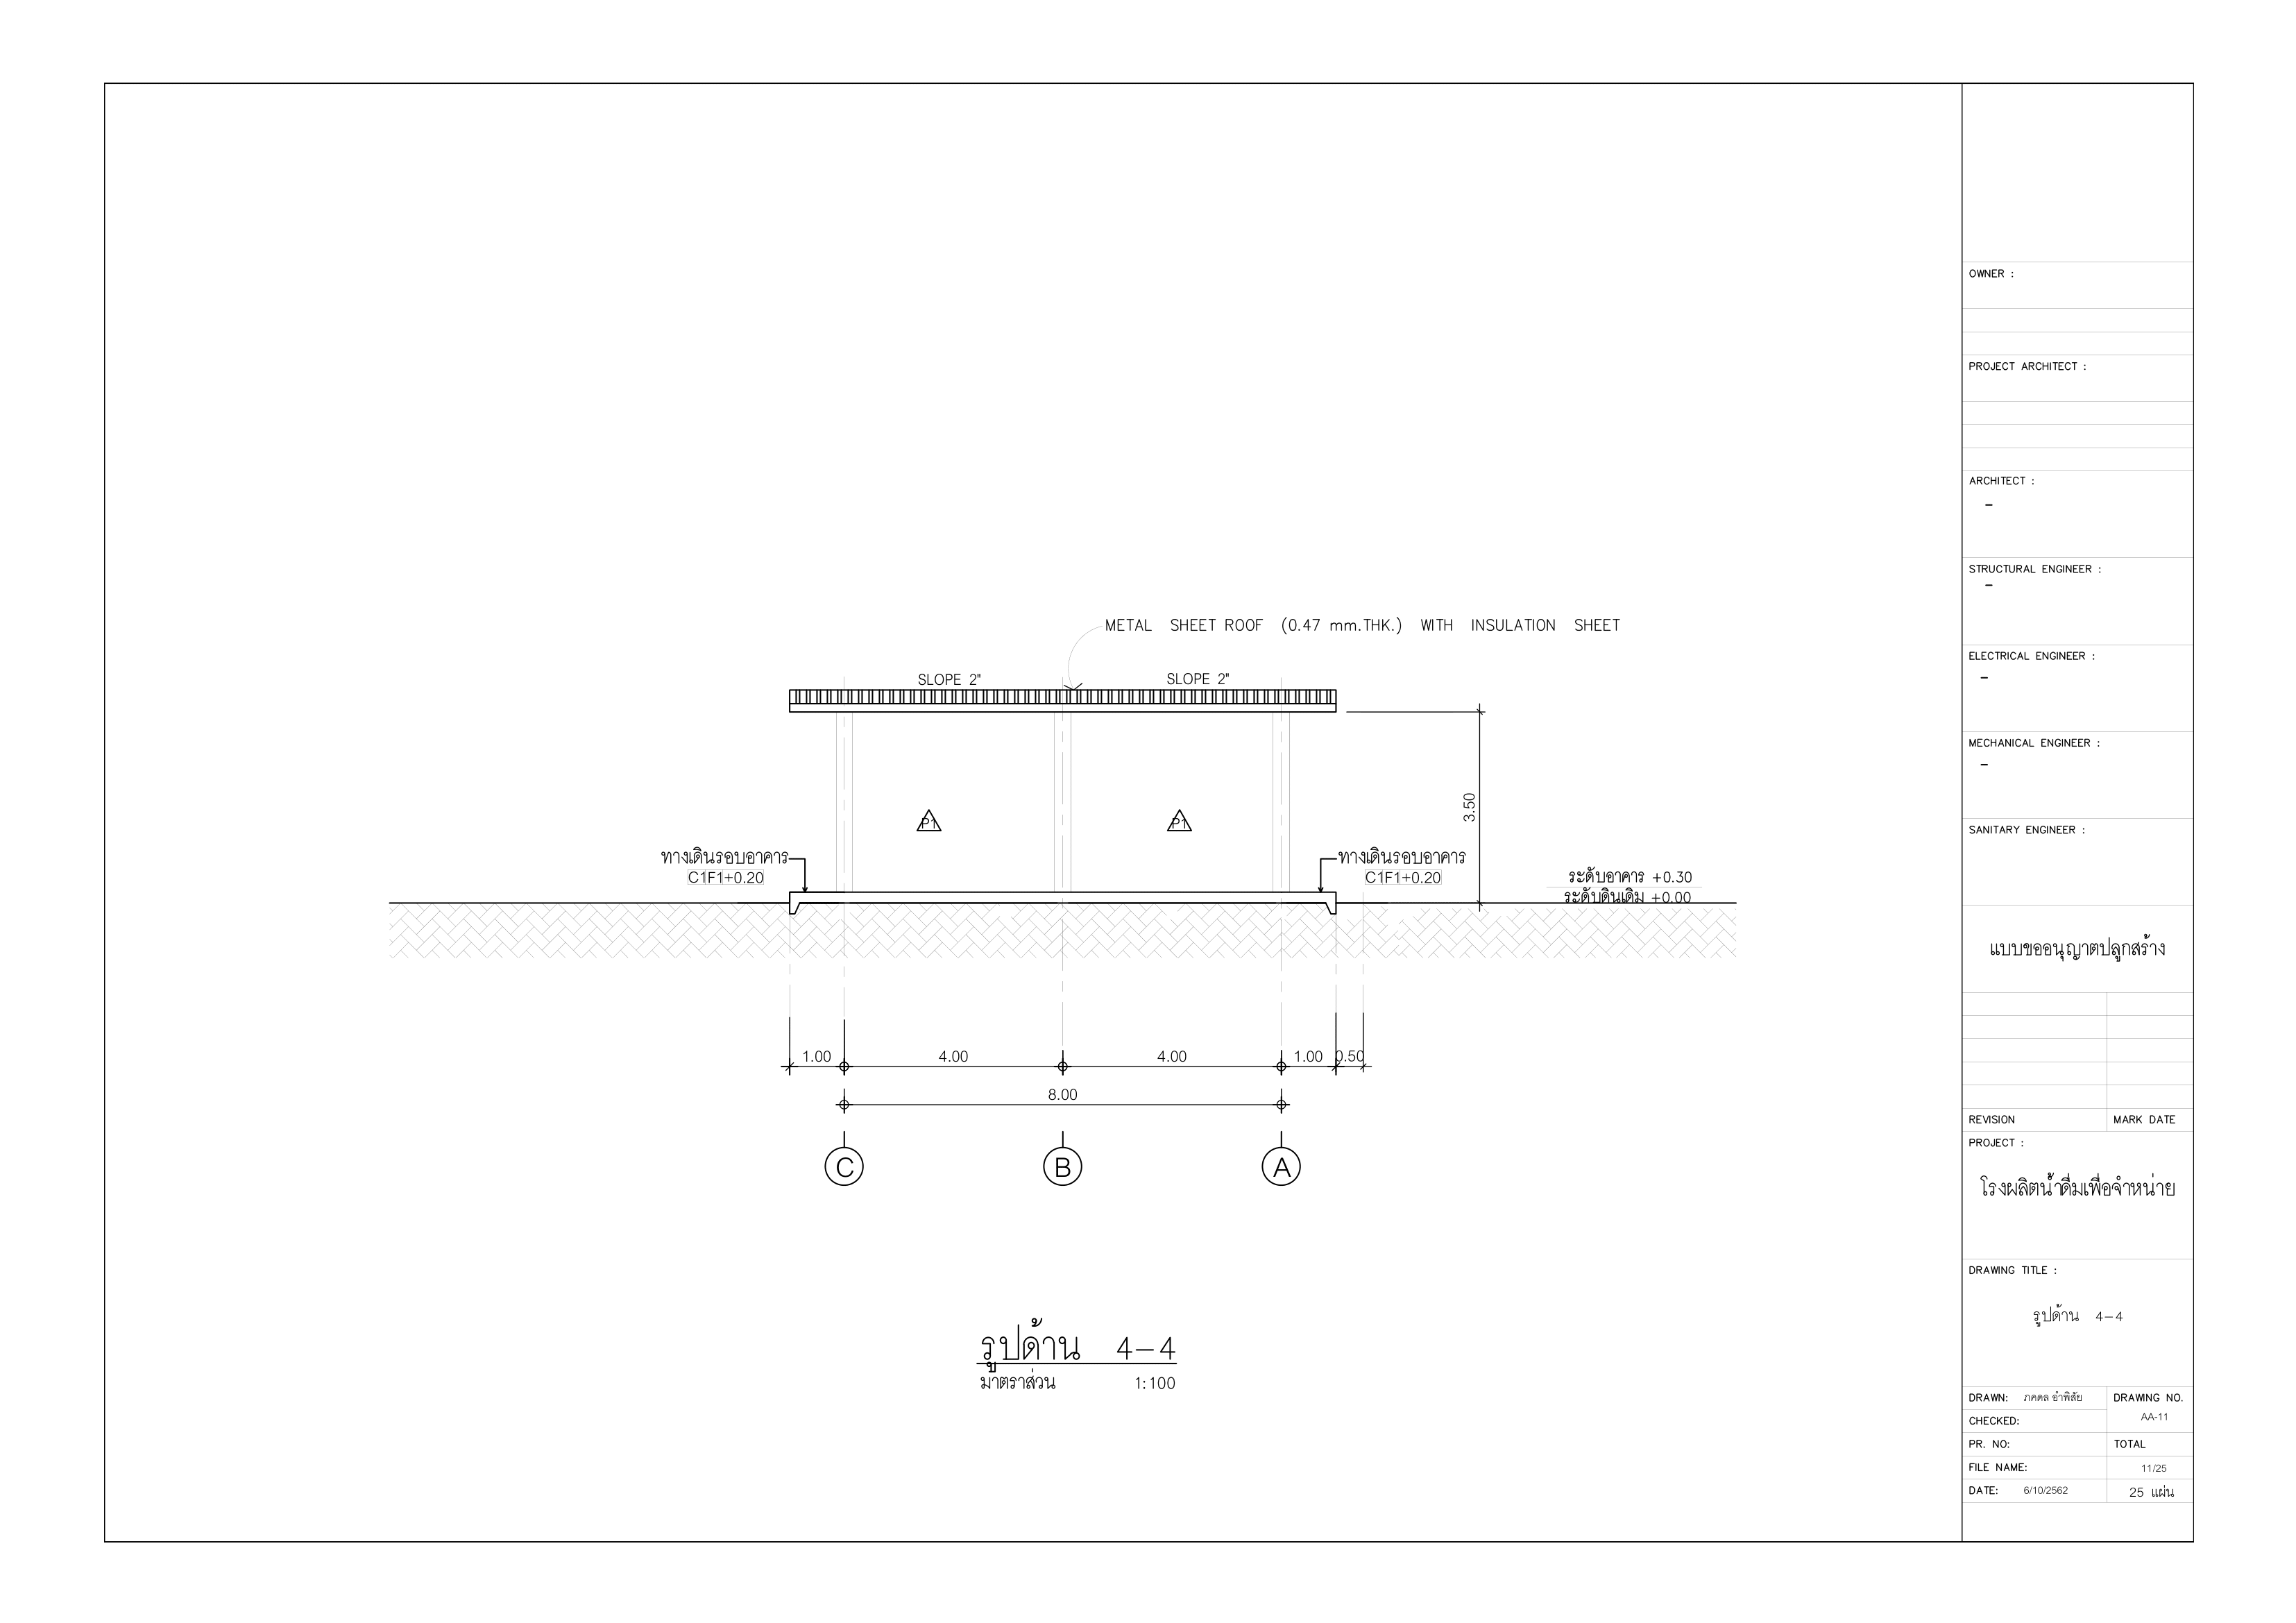 METAL SHEET ROOF (0.47 mm.THK.) WITH INSULATION SHEET
SLOPE 2" SLOPE 2"
3.50
P1 P1
ทางเดินรอบอาคาร
C1F1+0.20
ทางเดินรอบอาคาร
C1F1+0.20
ระดับอาคาร +0.30
ระดับดินเดิม +0.00
1.00 4.00 4.00 1.00 0.50
8.00
C B A
รูปด้าน 4-4
มาตราส่วน 1:100
OWNER :
PROJECT ARCHITECT :
ARCHITECT :
-
STRUCTURAL ENGINEER :
-
ELECTRICAL ENGINEER :
-
MECHANICAL ENGINEER :
-
SANITARY ENGINEER :
แบบขออนุญาตปลูกสร้าง
REVISION MARK DATE
PROJECT :
โรงผลิตน้ำดื่มเพื่อจำหน่าย
DRAWING TITLE :
รูปด้าน 4-4
DRAWN: ภคดล อำพิสัย DRAWING NO.
AA-11
CHECKED:
PR. NO: TOTAL
FILE NAME: 11/25
DATE: 6/10/2562 25 แผ่น